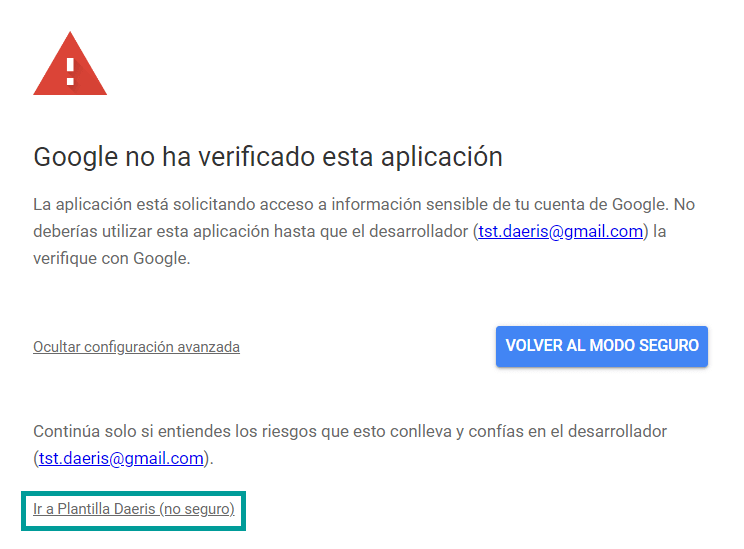 Google no ha verificado esta aplicación
La aplicación está solicitando acceso a información sensible de tu cuenta de Google. No
deberías utilizar esta aplicación hasta que el desarrollador (tst.daeris@gmail.com) la
verifique con Google.
Ocultar configuración avanzada
VOLVER AL MODO SEGURO
Continúa solo si entiendes los riesgos que esto conlleva y confías en el desarrollador
(tst.daeris@gmail.com).
Ir a Plantilla Daeris (no seguro)